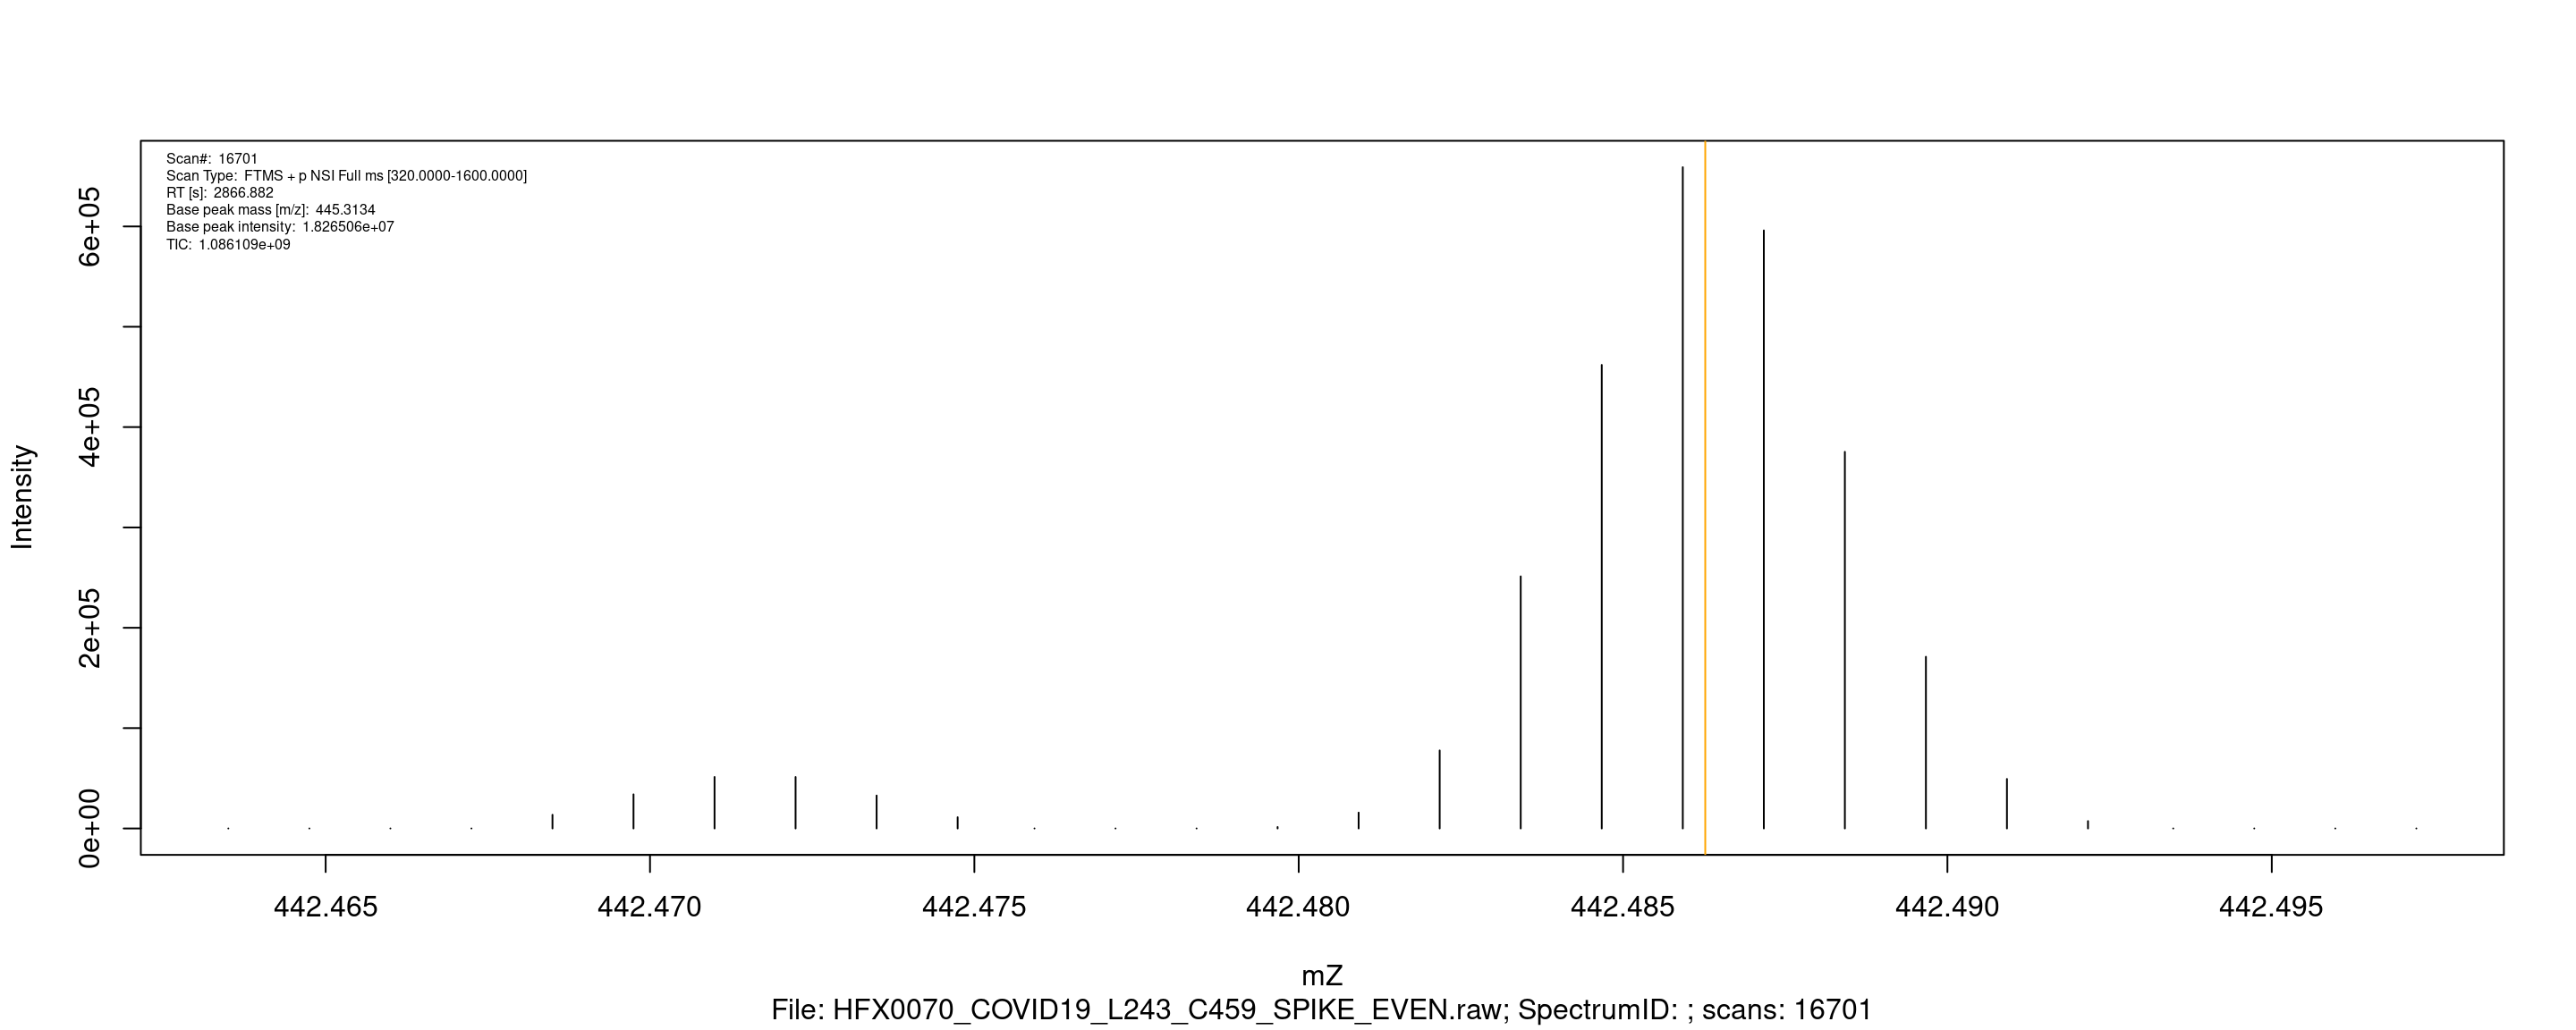 Scan#: 16701
Scan Type: FTMS + p NSI Full ms [320.0000-1600.0000]
RT [s]: 2866.882
Base peak mass [m/z]: 445.3134
Base peak intensity: 1.826506e+07
TIC: 1.086109e+09
6e+05
4e+05
2e+05
0e+00
Intensity
442.465 442.470 442.475 442.480 442.485 442.490 442.495
mZ
File: HFX0070_COVID19_L243_C459_SPIKE_EVEN.raw; SpectrumID: ; scans: 16701